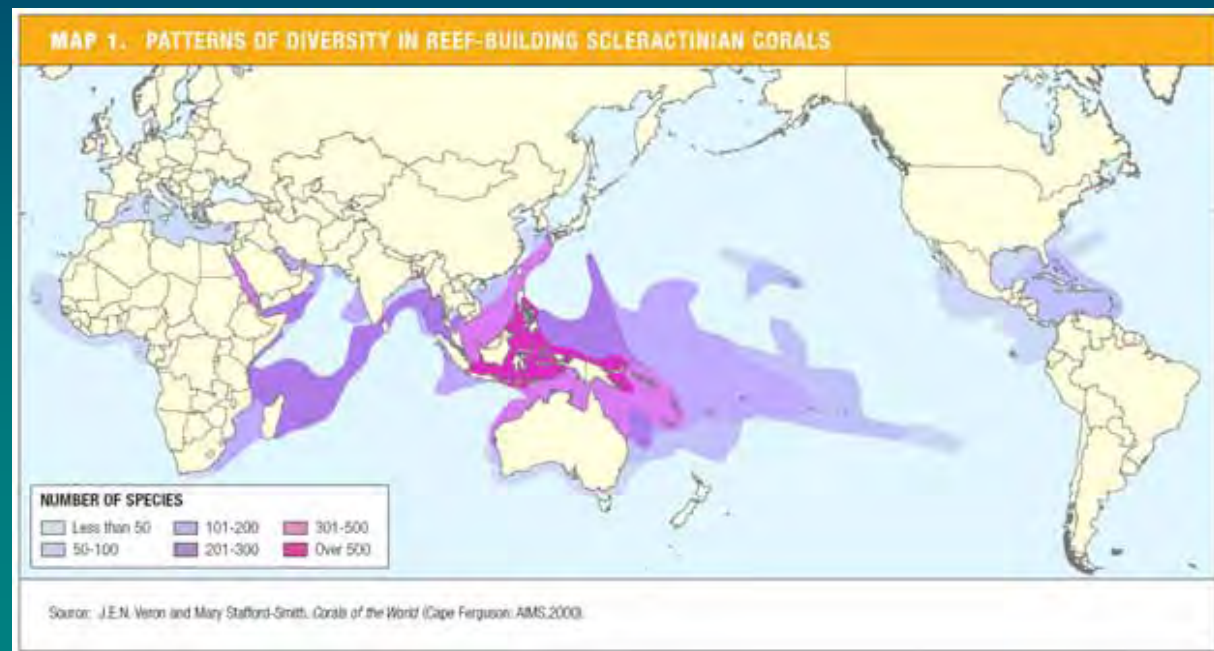 MAP 1. PATTERNS OF DIVERSITY IN REEF-BUILDING SCLERACTINIAN CORALS
NUMBER OF SPECIES
Less than 50
101-200
301-500
50-100
201-300
Over 500
Source: J.E.N. Veron and Mary Stafford-Smith, Corals of the World (Cape Ferguson: AIMS, 2000).